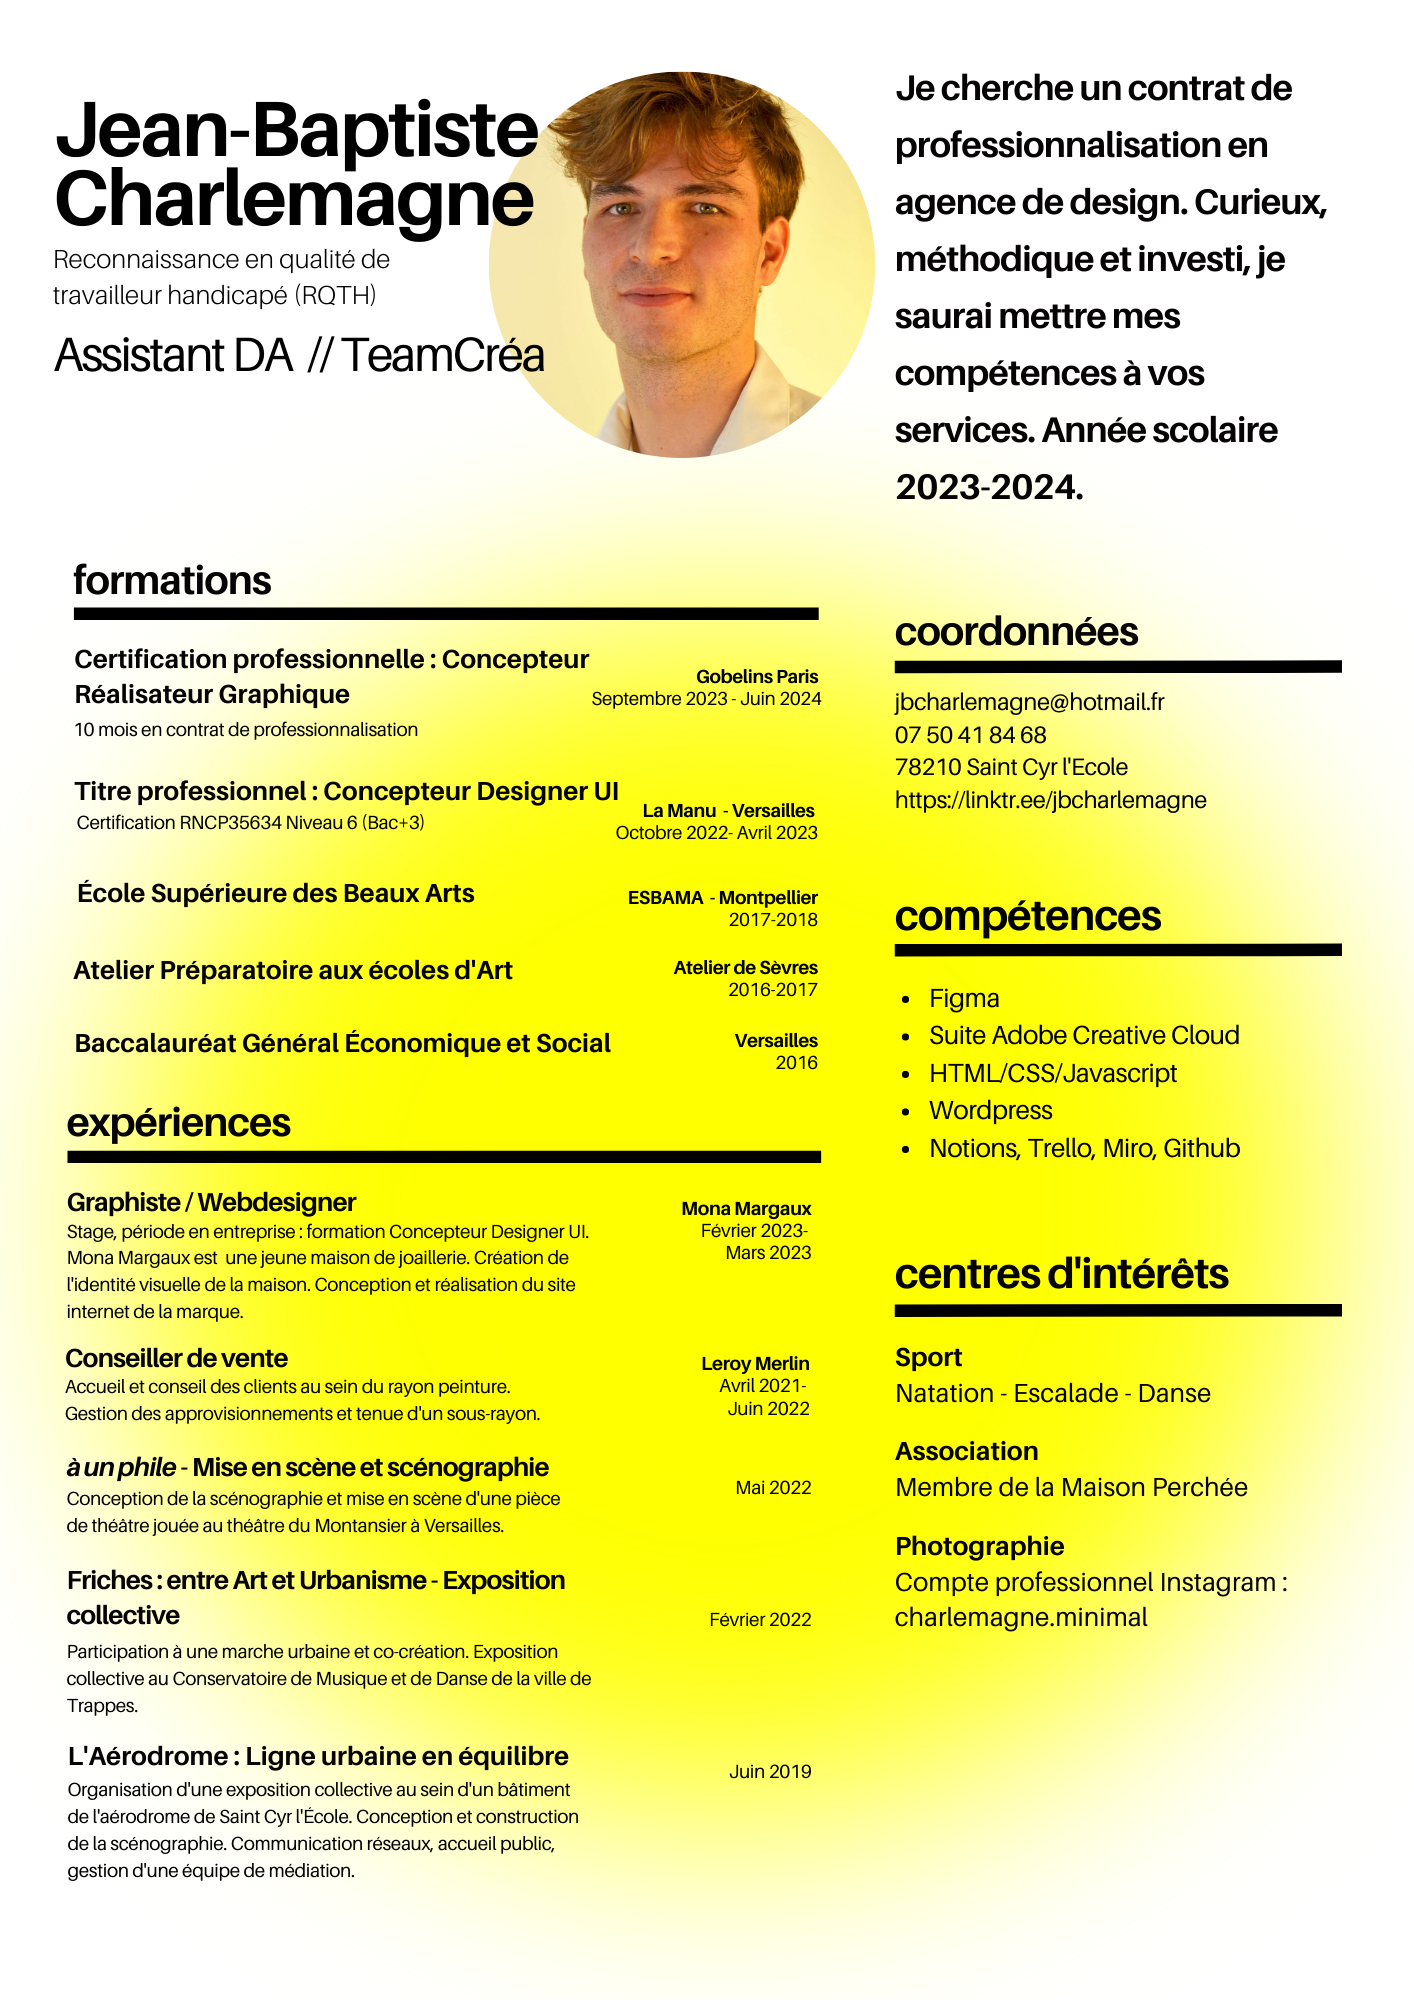 Jean-Baptiste
Charlemagne
Reconnaissance en qualité de
travailleur handicapé (RQTH)
Assistant DA // TeamCréa
Je cherche un contrat de
professionnalisation en
agence de design. Curieux,
méthodique et investi, je
saurai mettre mes
compétences à vos
services. Année scolaire
2023-2024.
formations
Certification professionnelle : Concepteur
Réalisateur Graphique
10 mois en contrat de professionnalisation
Gobelins Paris
Septembre 2023 - Juin 2024
Titre professionnel : Concepteur Designer UI
Certification RNCP35634 Niveau 6 (Bac+3)
La Manu - Versailles
Octobre 2022- Avril 2023
École Supérieure des Beaux Arts
ESBAMA - Montpellier
2017-2018
Atelier Préparatoire aux écoles d'Art
Atelier de Sèvres
2016-2017
Baccalauréat Général Économique et Social
Versailles
2016
expériences
Graphiste / Webdesigner
Stage, période en entreprise : formation Concepteur Designer UI.
Mona Margaux est une jeune maison de joaillerie. Création de
l'identité visuelle de la maison. Conception et réalisation du site
internet de la marque.
Mona Margaux
Février 2023-
Mars 2023
Conseiller de vente
Accueil et conseil des clients au sein du rayon peinture.
Gestion des approvisionnements et tenue d'un sous-rayon.
Leroy Merlin
Avril 2021-
Juin 2022
à un phile - Mise en scène et scénographie
Conception de la scénographie et mise en scène d'une pièce
de théâtre jouée au théâtre du Montansier à Versailles.
Mai 2022
Friches : entre Art et Urbanisme - Exposition
collective
Participation à une marche urbaine et co-création. Exposition
collective au Conservatoire de Musique et de Danse de la ville de
Trappes.
Février 2022
L'Aérodrome : Ligne urbaine en équilibre
Organisation d'une exposition collective au sein d'un bâtiment
de l'aérodrome de Saint Cyr l'École. Conception et construction
de la scénographie. Communication réseaux, accueil public,
gestion d'une équipe de médiation.
Juin 2019
coordonnées
jbcharlemagne@hotmail.fr
07 50 41 84 68
78210 Saint Cyr l'Ecole
https://linktr.ee/jbcharlemagne
compétences
• Figma
• Suite Adobe Creative Cloud
• HTML/CSS/Javascript
• Wordpress
• Notions, Trello, Miro, Github
centres d'intérêts
Sport
Natation - Escalade - Danse
Association
Membre de la Maison Perchée
Photographie
Compte professionnel Instagram :
charlemagne.minimal